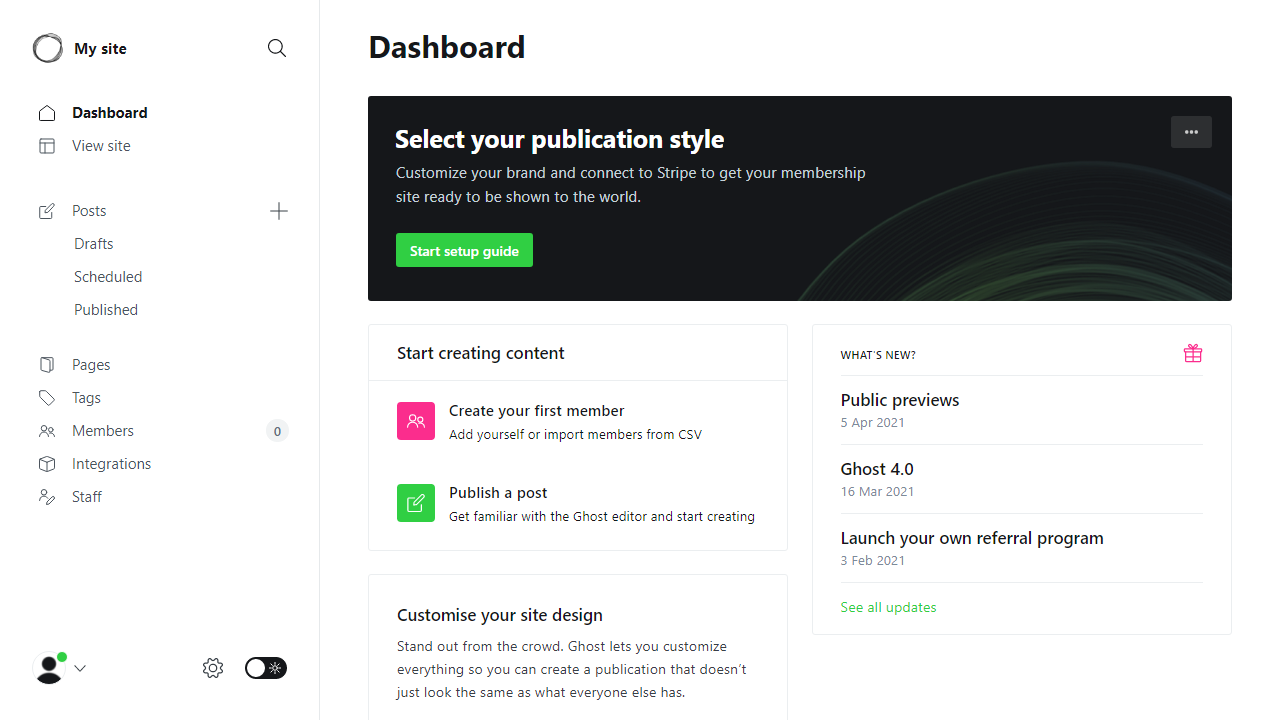 My site
Dashboard
View site
Posts
Drafts
Scheduled
Published
Pages
Tags
Members
0
Integrations
Staff
Dashboard
Select your publication style
Customize your brand and connect to Stripe to get your membership
site ready to be shown to the world.
Start setup guide
Start creating content
Create your first member
Add yourself or import members from CSV
Publish a post
Get familiar with the Ghost editor and start creating
Customise your site design
Stand out from the crowd. Ghost lets you customize
everything so you can create a publication that doesn’t
just look the same as what everyone else has.
WHAT’S NEW?
Public previews
5 Apr 2021
Ghost 4.0
16 Mar 2021
Launch your own referral program
3 Feb 2021
See all updates